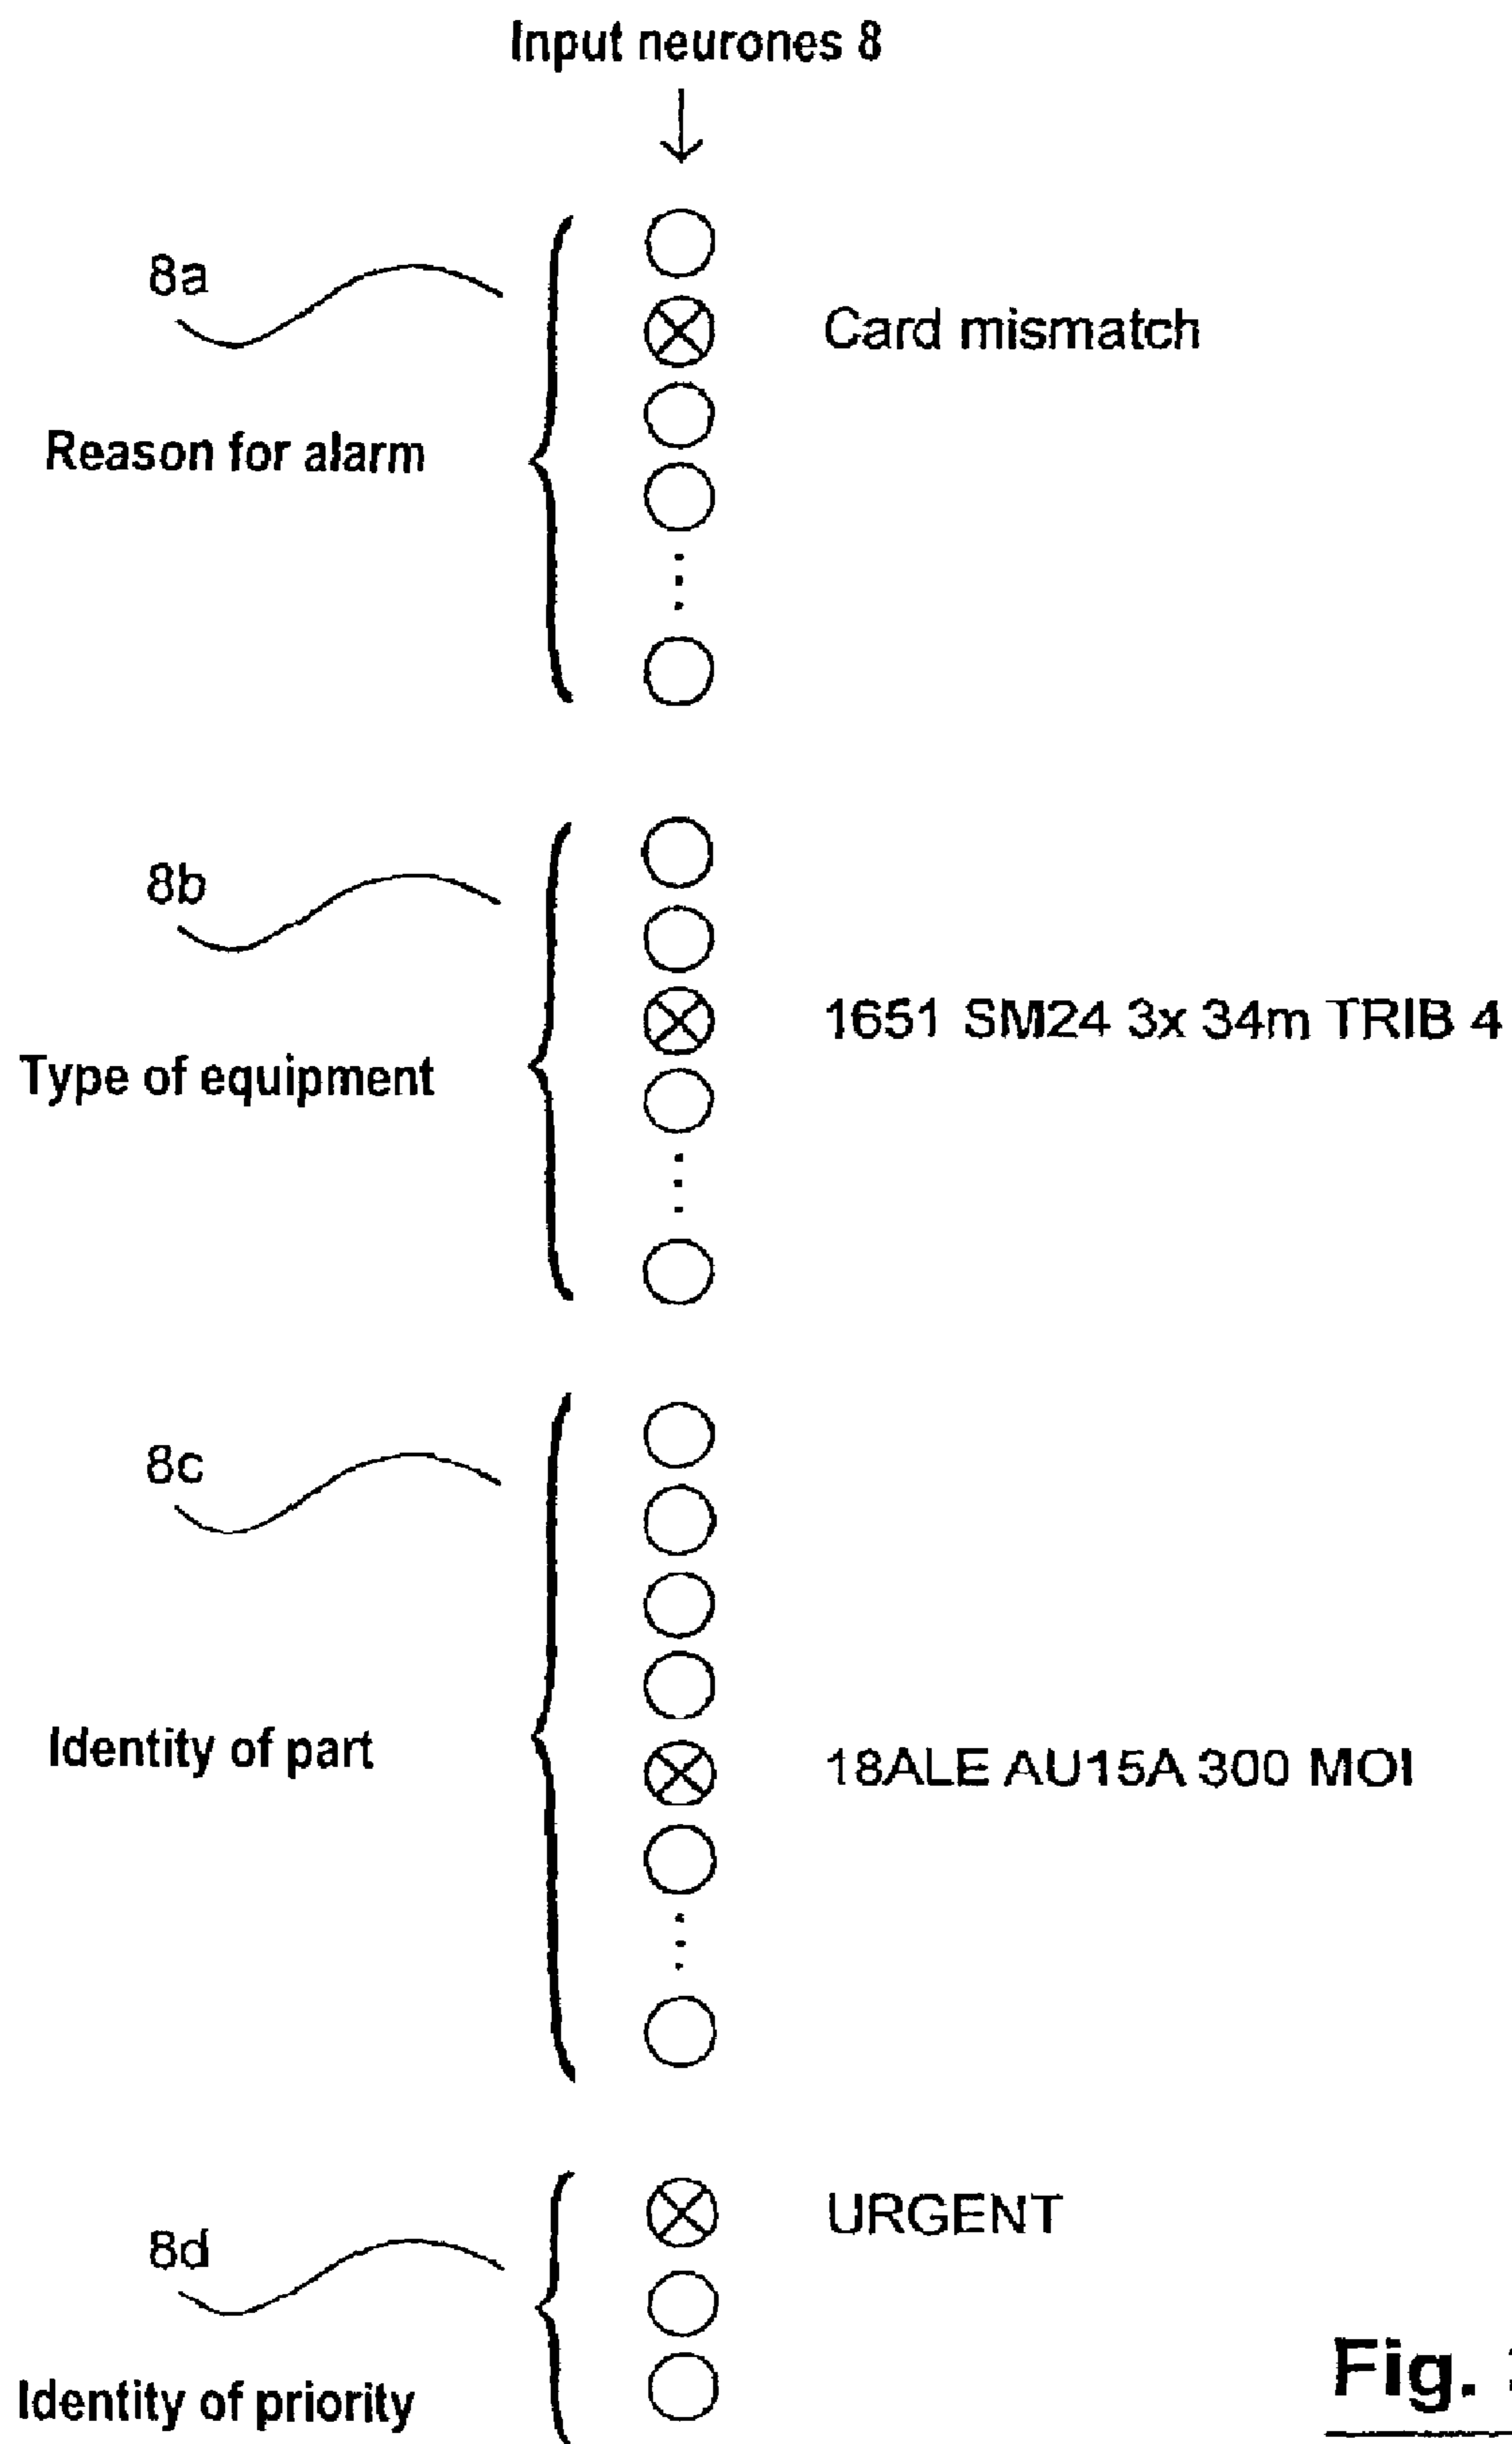 Input neurones 8
8a
Card mismatch
Reason for alarm
8b
1651 SM24 3x 34m TRIB 4
Type of equipment
8c
Identity of part
18ALE AU15A 300 MOI
URGENT
8d
Identity of priority
Fig.